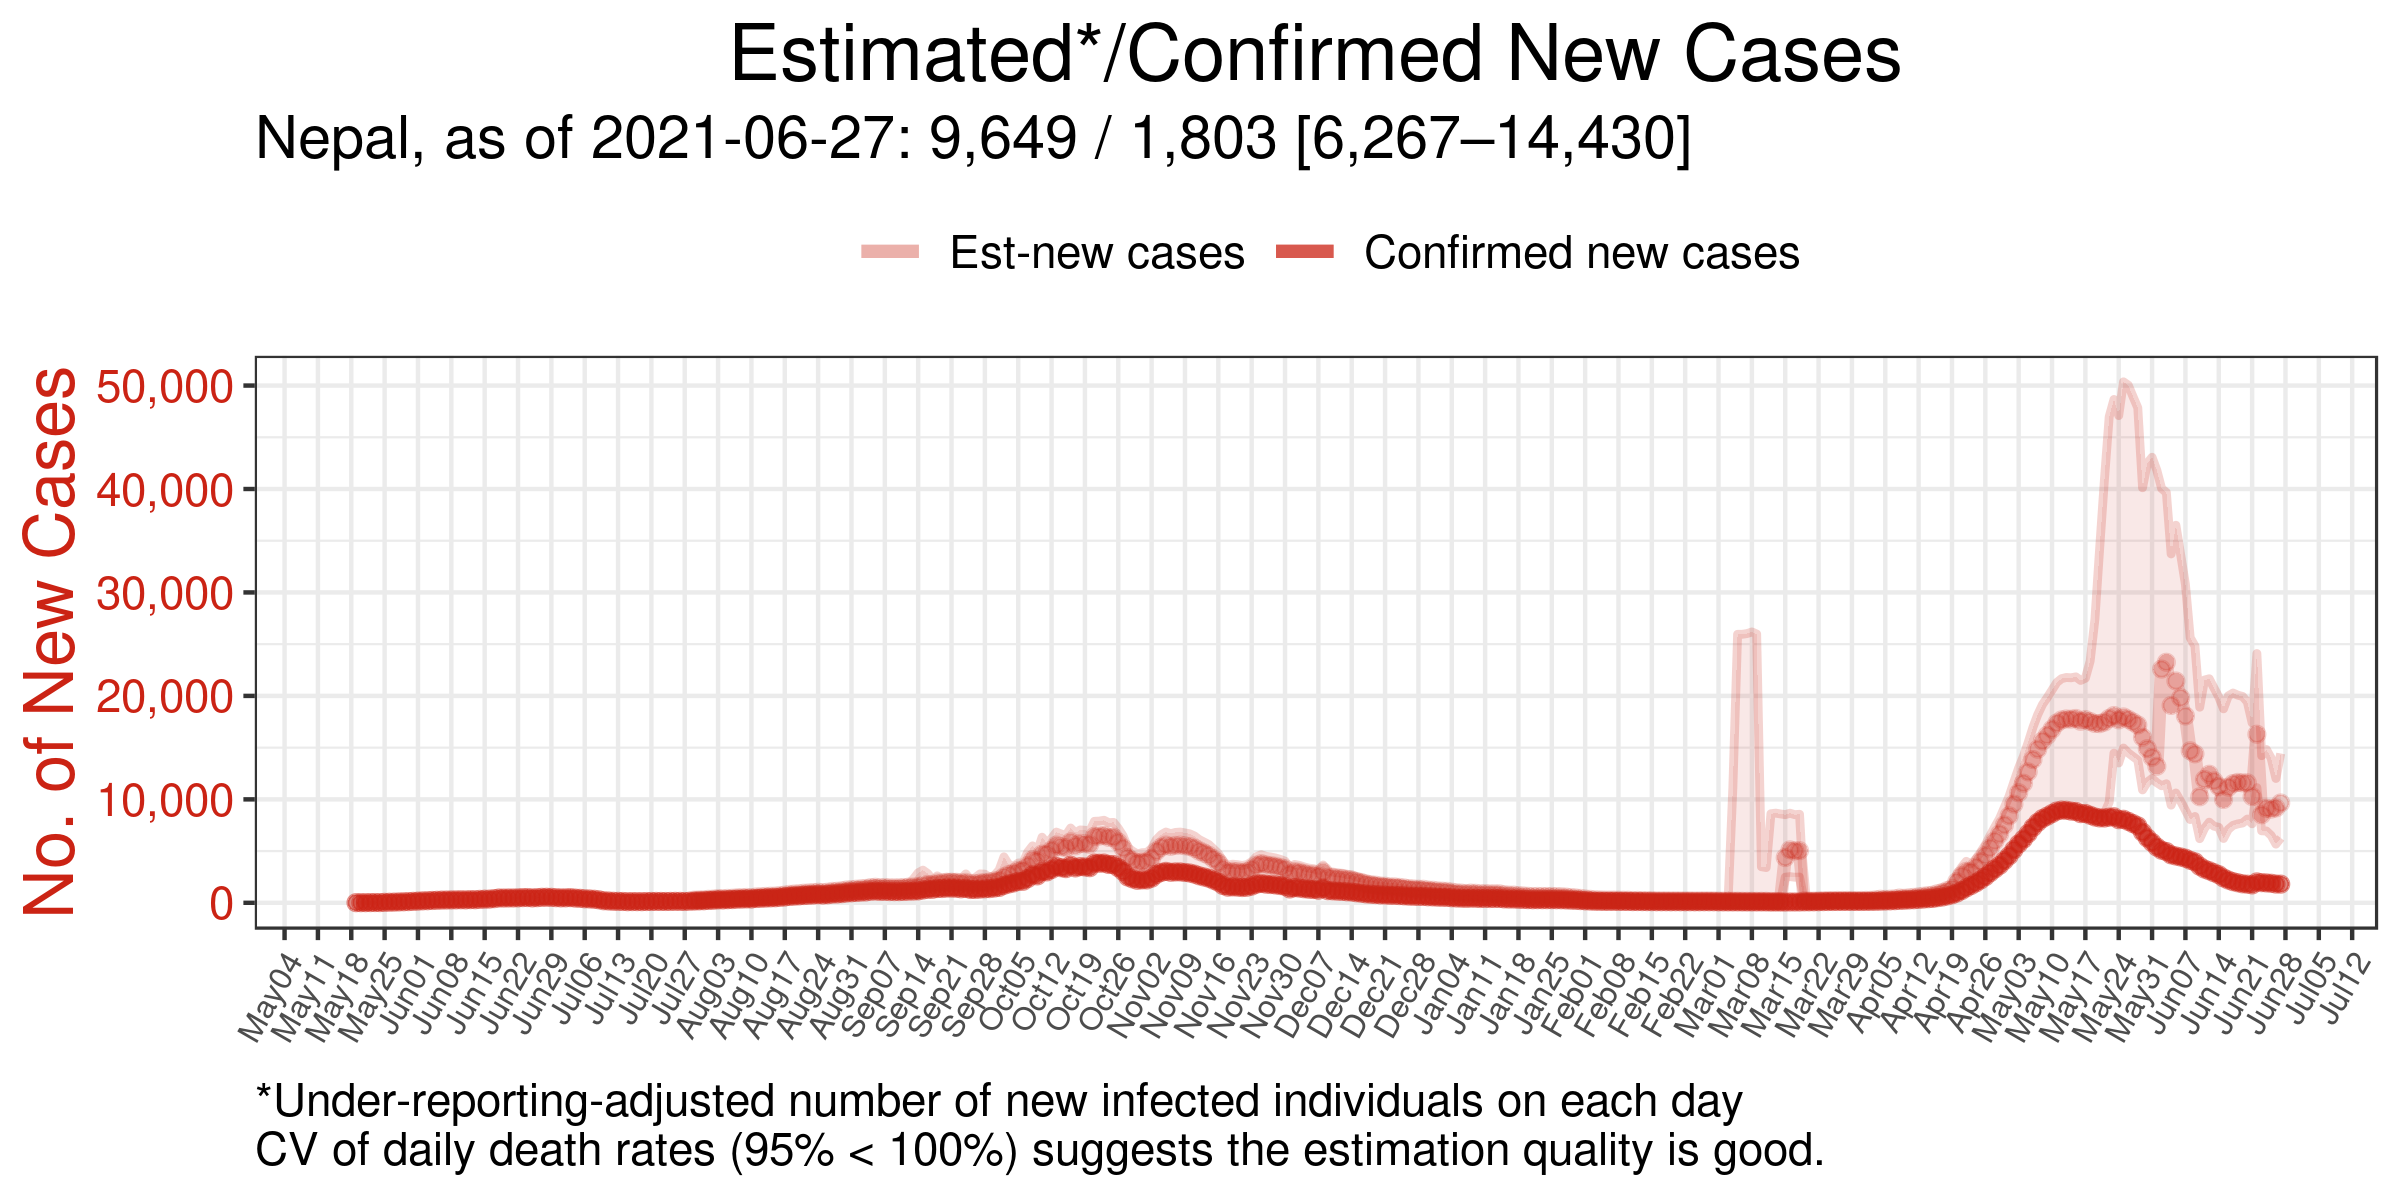 Estimated*/Confirmed New Cases
Nepal, as of 2021-06-27: 9,649 / 1,803 [6,267–14,430]
Est-new cases Confirmed new cases
No. of New Cases
50,000
40,000
30,000
20,000
10,000
0
May04 May11 May18 May25 Jun01 Jun08 Jun15 Jun22 Jun29 Jul06 Jul13 Jul20 Jul27 Aug03 Aug10 Aug17 Aug24 Aug31 Sep07 Sep14 Sep21 Sep28 Oct05 Oct12 Oct19 Oct26 Nov02 Nov09 Nov16 Nov23 Nov30 Dec07 Dec14 Dec21 Dec28 Jan04 Jan11 Jan18 Jan25 Feb01 Feb08 Feb15 Feb22 Mar01 Mar08 Mar15 Mar22 Mar29 Apr05 Apr12 Apr19 Apr26 May03 May10 May17 May24 May31 Jun07 Jun14 Jun21 Jun28 Jul05 Jul12
*Under-reporting-adjusted number of new infected individuals on each day
CV of daily death rates (95% < 100%) suggests the estimation quality is good.